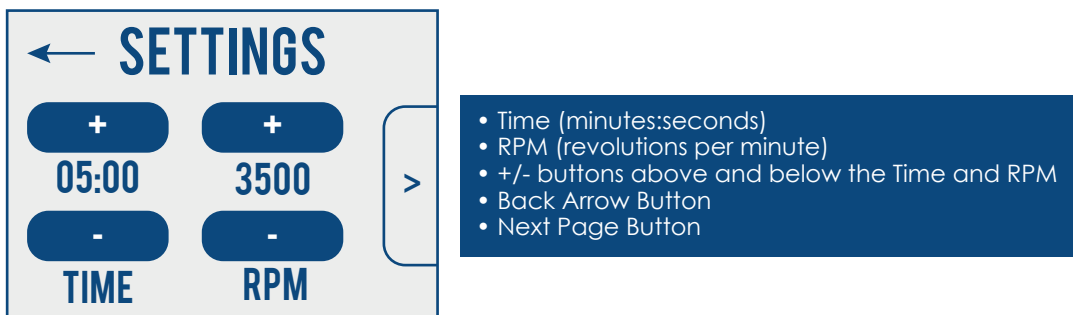 ← SETTINGS
+ +
05:00 3500 >
- -
TIME RPM
• Time (minutes:seconds)
• RPM (revolutions per minute)
• +/- buttons above and below the Time and RPM
• Back Arrow Button
• Next Page Button